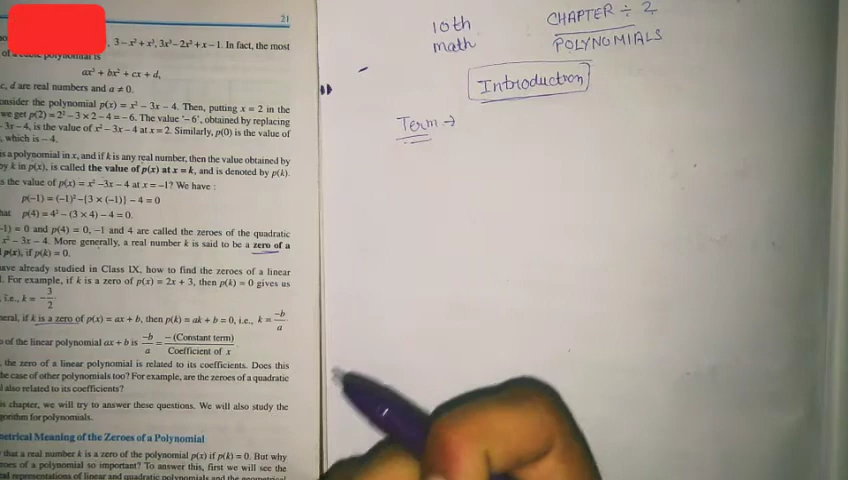 21
3 – x² + x³, 3x³ – 2x² + x – 1. In fact, the most
ax³ + bx² + cx + d,
c, d are real numbers and a ≠ 0.
onsider the polynomial p(x) = x² – 3x – 4. Then, putting x = 2 in the
we get p(2) = 2² – 3 × 2 – 4 = –6. The value ‘–6’, obtained by replacing
– 3x – 4, is the value of x² – 3x – 4 at x = 2. Similarly, p(0) is the value of
, which is – 4.
is a polynomial in x, and if k is any real number, then the value obtained by
by k in p(x), is called the value of p(x) at x = k, and is denoted by p(k).
s the value of p(x) = x² –3x – 4 at x = –1? We have :
p(–1) = (–1)² –{3 × (–1)} – 4 = 0
hat p(4) = 4² – (3 × 4) – 4 = 0.
–1) = 0 and p(4) = 0, –1 and 4 are called the zeroes of the quadratic
x² – 3x – 4. More generally, a real number k is said to be a zero of a
p(x), if p(k) = 0.
ave already studied in Class IX, how to find the zeroes of a linear
. For example, if k is a zero of p(x) = 2x + 3, then p(k) = 0 gives us
, i.e., k = –3/2
neral, if k is a zero of p(x) = ax + b, then p(k) = ak + b = 0, i.e., k = –b/a
o of the linear polynomial ax + b is –b/a = –(Constant term)/Coefficient of x
, the zero of a linear polynomial is related to its coefficients. Does this
he case of other polynomials too? For example, are the zeroes of a quadratic
l also related to its coefficients?
is chapter, we will try to answer these questions. We will also study the
gorithm for polynomials.
metrical Meaning of the Zeroes of a Polynomial
that a real number k is a zero of the polynomial p(x) if p(k) = 0. But why
roes of a polynomial so important? To answer this, first we will see the
representations of linear and quadratic polynomials and the geometrical
10th CHAPTER ÷ 2
math POLYNOMIALS
Introduction
Term →